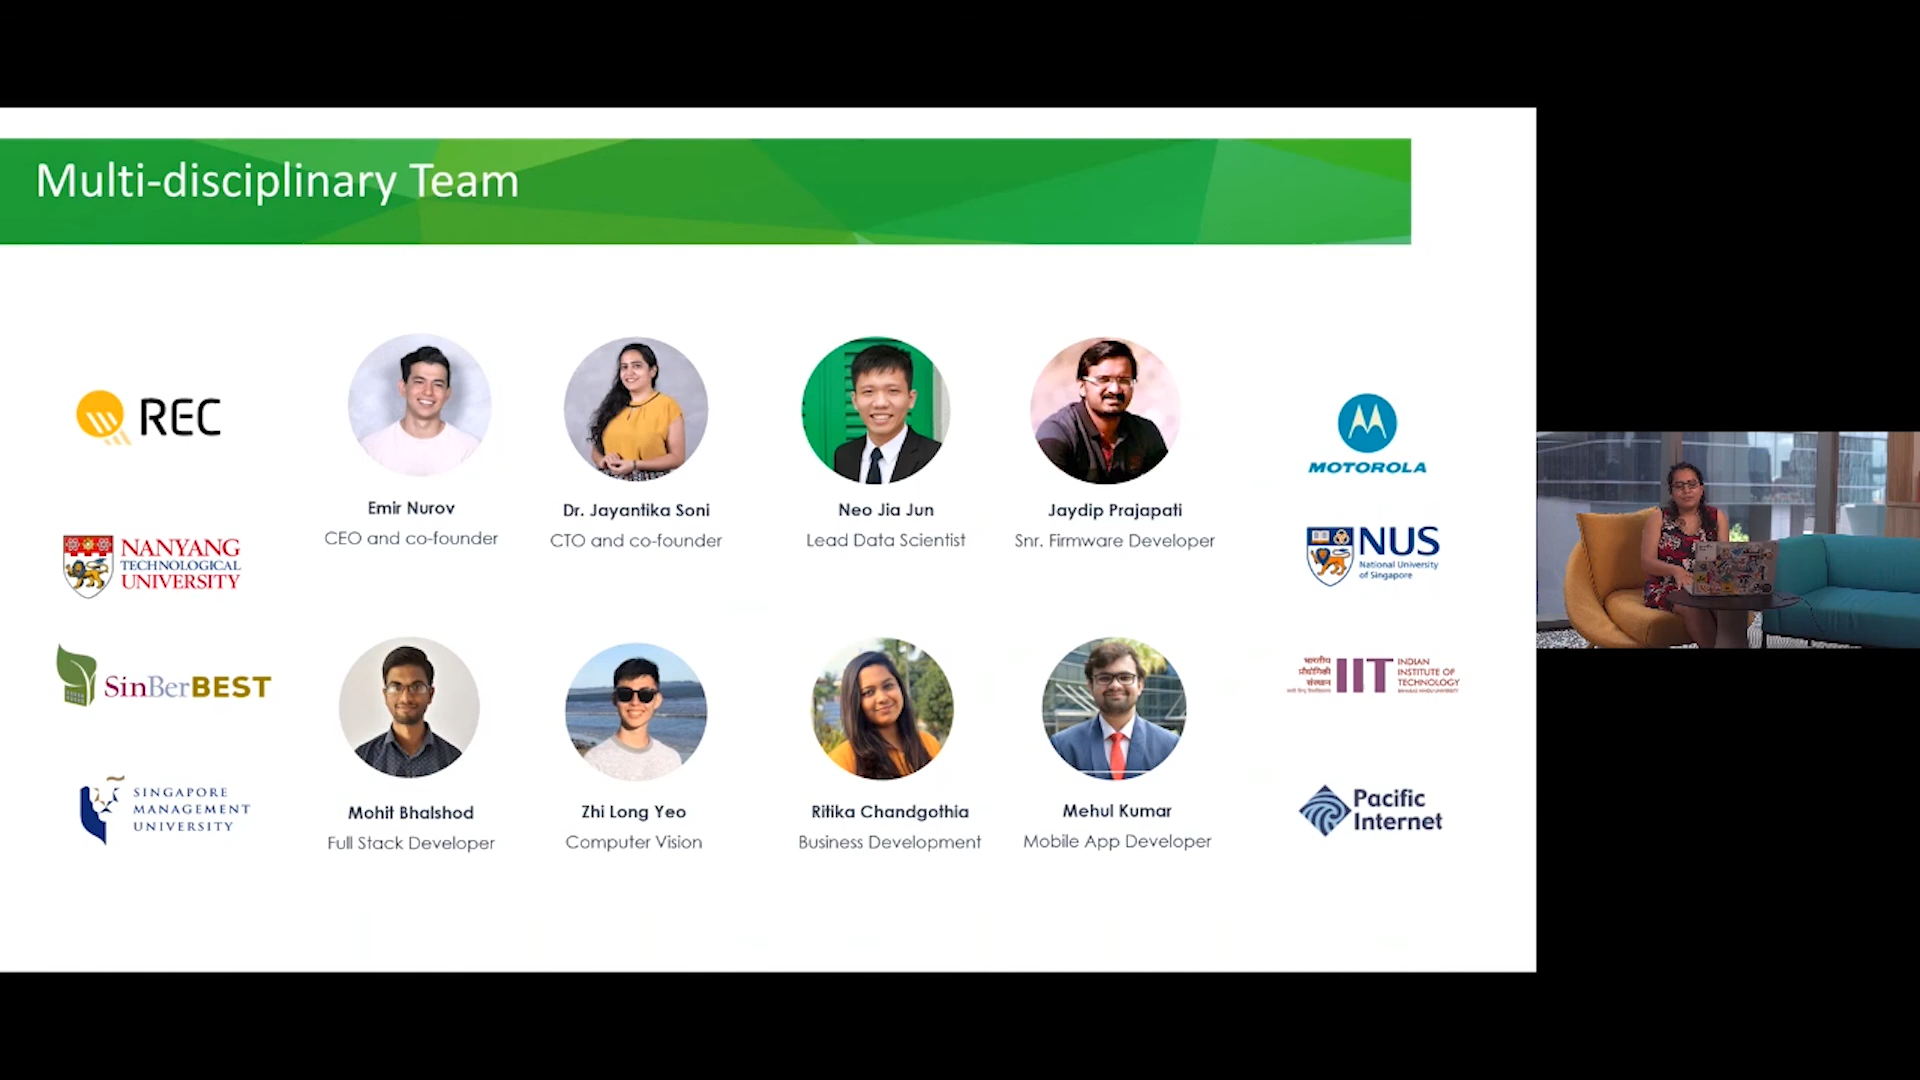 Multi-disciplinary Team
REC
NANYANG
TECHNOLOGICAL
UNIVERSITY
SinBerBEST
SINGAPORE
MANAGEMENT
UNIVERSITY
Emir Nurov
CEO and co-founder
Dr. Jayantika Soni
CTO and co-founder
Neo Jia Jun
Lead Data Scientist
Jaydip Prajapati
Snr. Firmware Developer
Mohit Bhalshod
Full Stack Developer
Zhi Long Yeo
Computer Vision
Ritika Chandgothia
Business Development
Mehul Kumar
Mobile App Developer
MOTOROLA
NUS
National University
of Singapore
भारतीय
प्रौद्योगिकी
संस्थान
IIT
INDIAN
INSTITUTE OF
TECHNOLOGY
Pacific
Internet